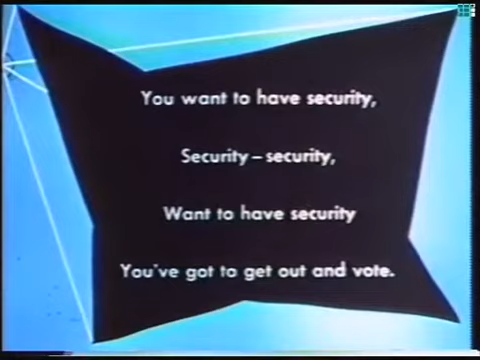 You want to have security,
Security – security,
Want to have security
You've got to get out and vote.